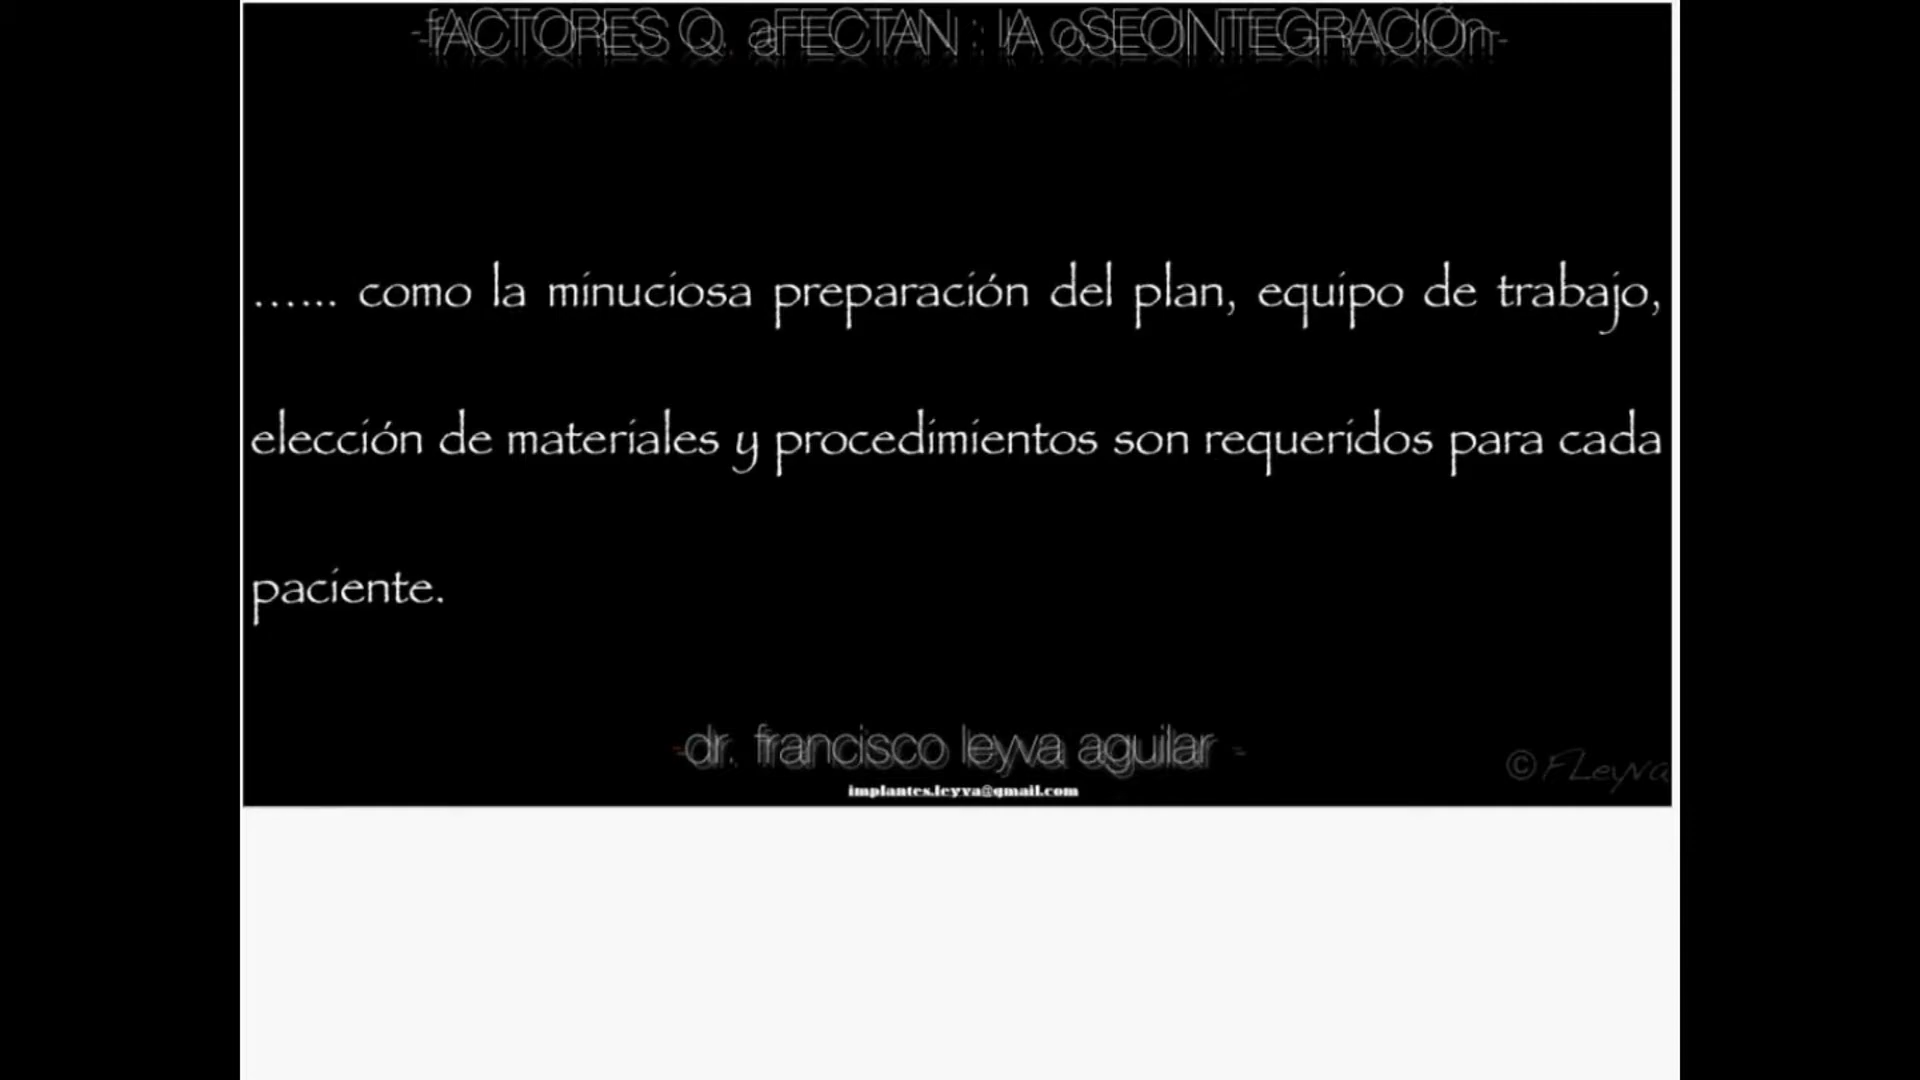 -fACTORES Q. aFECTAN : lA oSEOINTEGRACIÓn-
...... como la minuciosa preparación del plan, equipo de trabajo,
elección de materiales y procedimientos son requeridos para cada
paciente.
-dr. francisco leyva aguilar -
implantes.leyva@gmail.com
©FLeyva